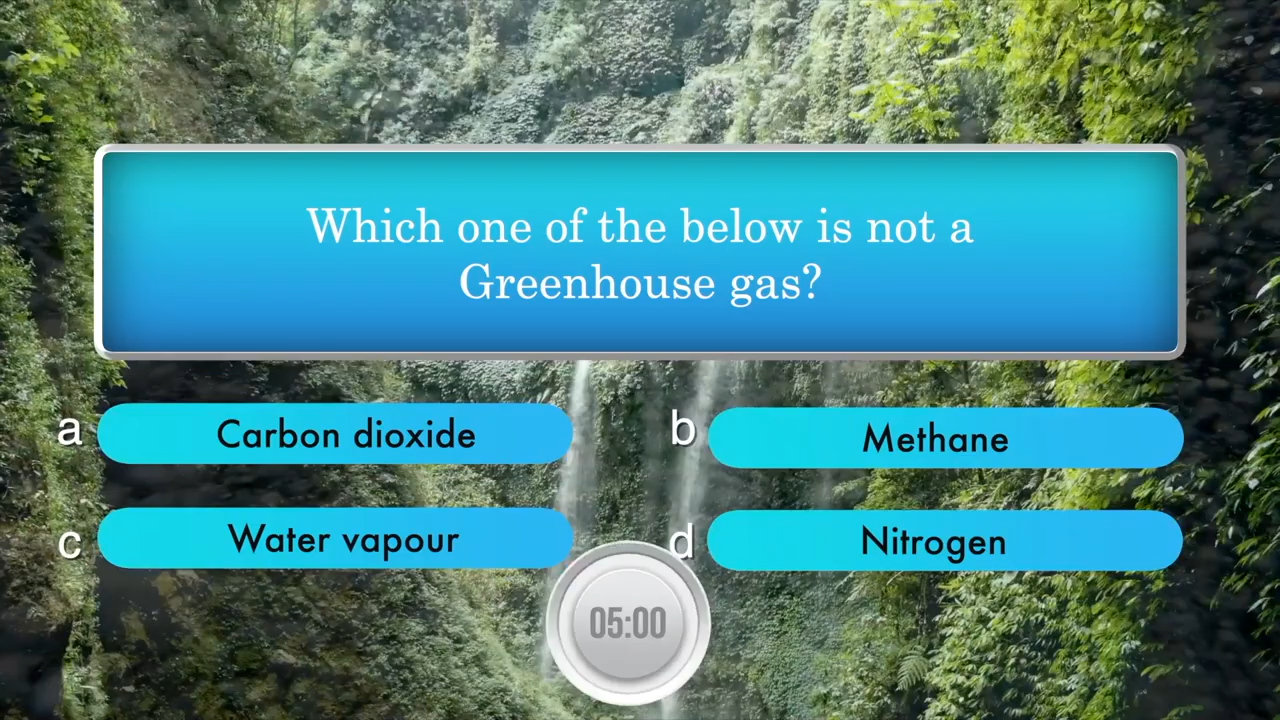 Which one of the below is not a
Greenhouse gas?
a Carbon dioxide
b Methane
c Water vapour
d Nitrogen
05:00